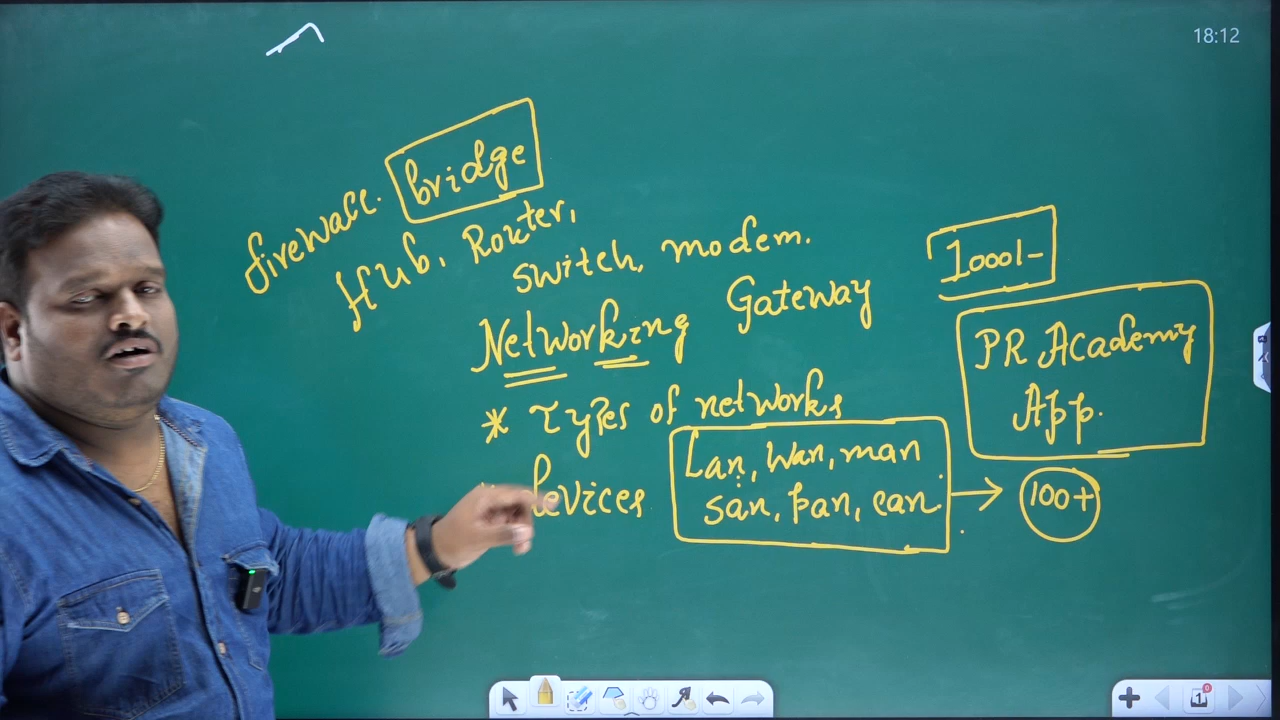 18:12
firewall. bridge
HUb, Router,
switch, modem.
Networking Gateway
1000/-
PR Academy
App.
* Types of networks
Lan, Wan, man
devices
san, pan, can
100+
1